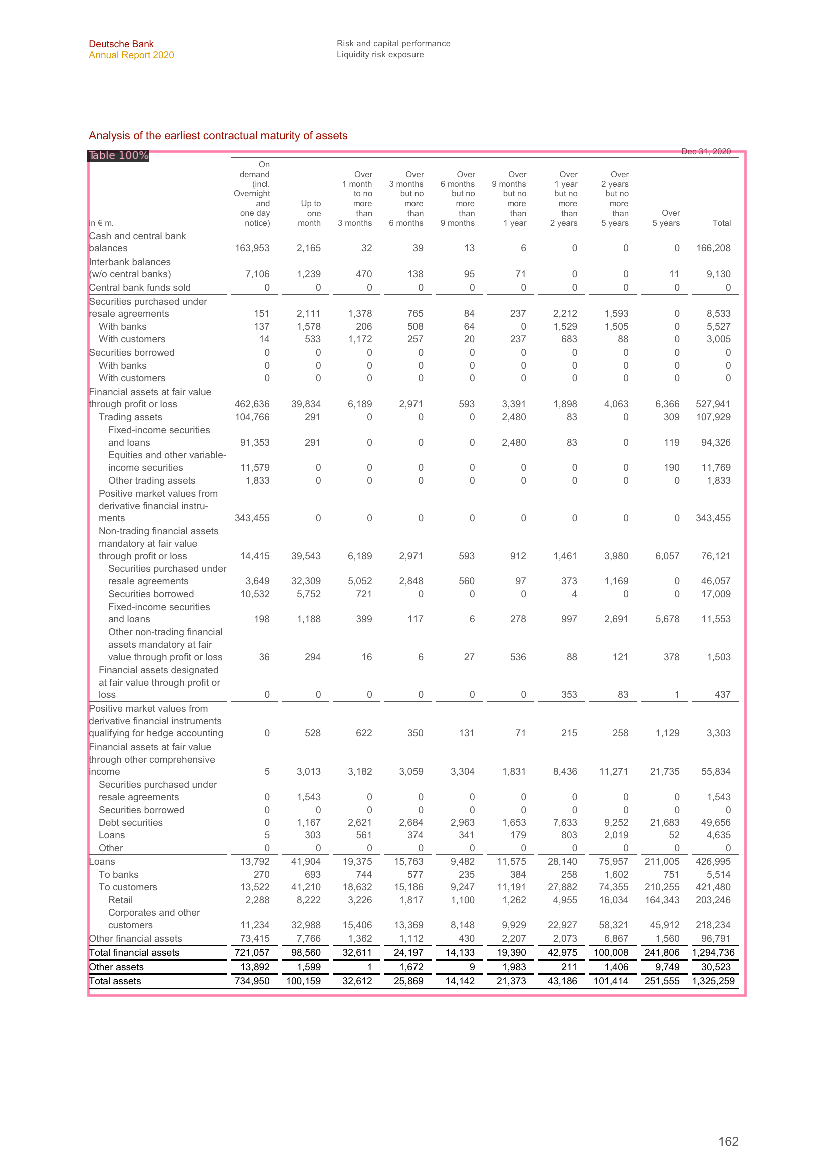 Deutsche Bank
Annual Report 2020
Risk and capital performance
Liquidity risk exposure
Analysis of the earliest contractual maturity of assets
Table 100%
Dec 31, 2020
in € m. On demand (incl. Overnight and one day notice) Up to one month Over 1 month to no more than 3 months Over 3 months but no more than 6 months Over 6 months but no more than 9 months Over 9 months but no more than 1 year Over 1 year but no more than 2 years Over 2 years but no more than 5 years Over 5 years Total
Cash and central bank
balances 163,953 2,165 32 39 13 6 0 0 0 166,208
Interbank balances
(w/o central banks) 7,106 1,239 470 138 95 71 0 0 11 9,130
Central bank funds sold 0 0 0 0 0 0 0 0 0 0
Securities purchased under
resale agreements 151 2,111 1,378 765 84 237 2,212 1,593 0 8,533
With banks 137 1,578 206 508 64 0 1,529 1,505 0 5,527
With customers 14 533 1,172 257 20 237 683 88 0 3,005
Securities borrowed 0 0 0 0 0 0 0 0 0 0
With banks 0 0 0 0 0 0 0 0 0 0
With customers 0 0 0 0 0 0 0 0 0 0
Financial assets at fair value
through profit or loss 462,636 39,834 6,189 2,971 593 3,391 1,898 4,063 6,366 527,941
Trading assets 104,766 291 0 0 0 2,480 83 0 309 107,929
Fixed-income securities
and loans 91,353 291 0 0 0 2,480 83 0 119 94,326
Equities and other variable-
income securities 11,579 0 0 0 0 0 0 0 190 11,769
Other trading assets 1,833 0 0 0 0 0 0 0 0 1,833
Positive market values from
derivative financial instru-
ments 343,455 0 0 0 0 0 0 0 0 343,455
Non-trading financial assets
mandatory at fair value
through profit or loss 14,415 39,543 6,189 2,971 593 912 1,461 3,980 6,057 76,121
Securities purchased under
resale agreements 3,649 32,309 5,052 2,848 560 97 373 1,169 0 46,057
Securities borrowed 10,532 5,752 721 0 0 0 4 0 0 17,009
Fixed-income securities
and loans 198 1,188 399 117 6 278 997 2,691 5,678 11,553
Other non-trading financial
assets mandatory at fair
value through profit or loss 36 294 16 6 27 536 88 121 378 1,503
Financial assets designated
at fair value through profit or
loss 0 0 0 0 0 0 353 83 1 437
Positive market values from
derivative financial instruments
qualifying for hedge accounting 0 528 622 350 131 71 215 258 1,129 3,303
Financial assets at fair value
through other comprehensive
income 5 3,013 3,182 3,059 3,304 1,831 8,436 11,271 21,735 55,834
Securities purchased under
resale agreements 0 1,543 0 0 0 0 0 0 0 1,543
Securities borrowed 0 0 0 0 0 0 0 0 0 0
Debt securities 0 1,167 2,621 2,684 2,963 1,653 7,633 9,252 21,683 49,656
Loans 5 303 561 374 341 179 803 2,019 52 4,635
Other 0 0 0 0 0 0 0 0 0 0
Loans 13,792 41,904 19,375 15,763 9,482 11,575 28,140 75,957 211,005 426,995
To banks 270 693 744 577 235 384 258 1,602 751 5,514
To customers 13,522 41,210 18,632 15,186 9,247 11,191 27,882 74,355 210,255 421,480
Retail 2,288 8,222 3,226 1,817 1,100 1,262 4,955 16,034 164,343 203,246
Corporates and other
customers 11,234 32,988 15,406 13,369 8,148 9,929 22,927 58,321 45,912 218,234
Other financial assets 73,415 7,766 1,362 1,112 430 2,207 2,073 6,867 1,560 96,791
Total financial assets 721,057 98,560 32,611 24,197 14,133 19,390 42,975 100,008 241,806 1,294,736
Other assets 13,892 1,599 1 1,672 9 1,983 211 1,406 9,749 30,523
Total assets 734,950 100,159 32,612 25,869 14,142 21,373 43,186 101,414 251,555 1,325,259
162